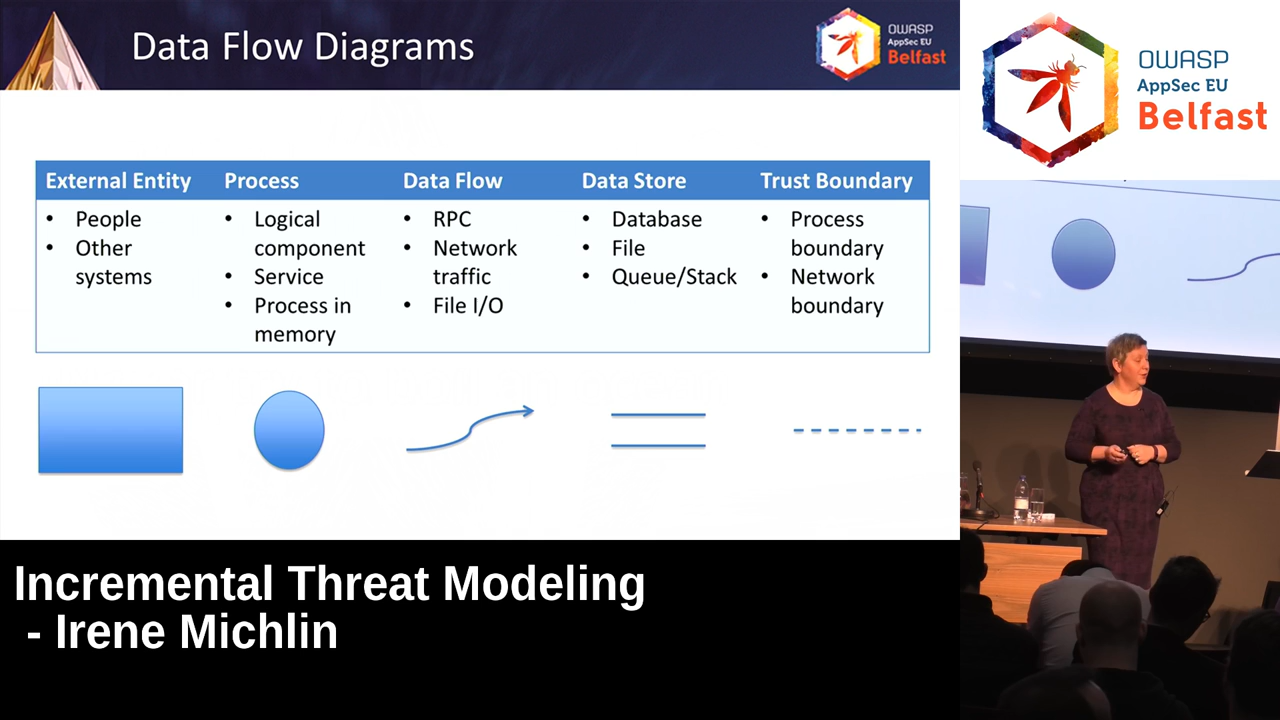 Data Flow Diagrams
OWASP
AppSec EU
Belfast
OWASP
AppSec EU
Belfast
External Entity
Process
Data Flow
Data Store
Trust Boundary
• People
• Other
systems
• Logical
component
• Service
• Process in
memory
• RPC
• Network
traffic
• File I/O
• Database
• File
• Queue/Stack
• Process
boundary
• Network
boundary
Incremental Threat Modeling
- Irene Michlin